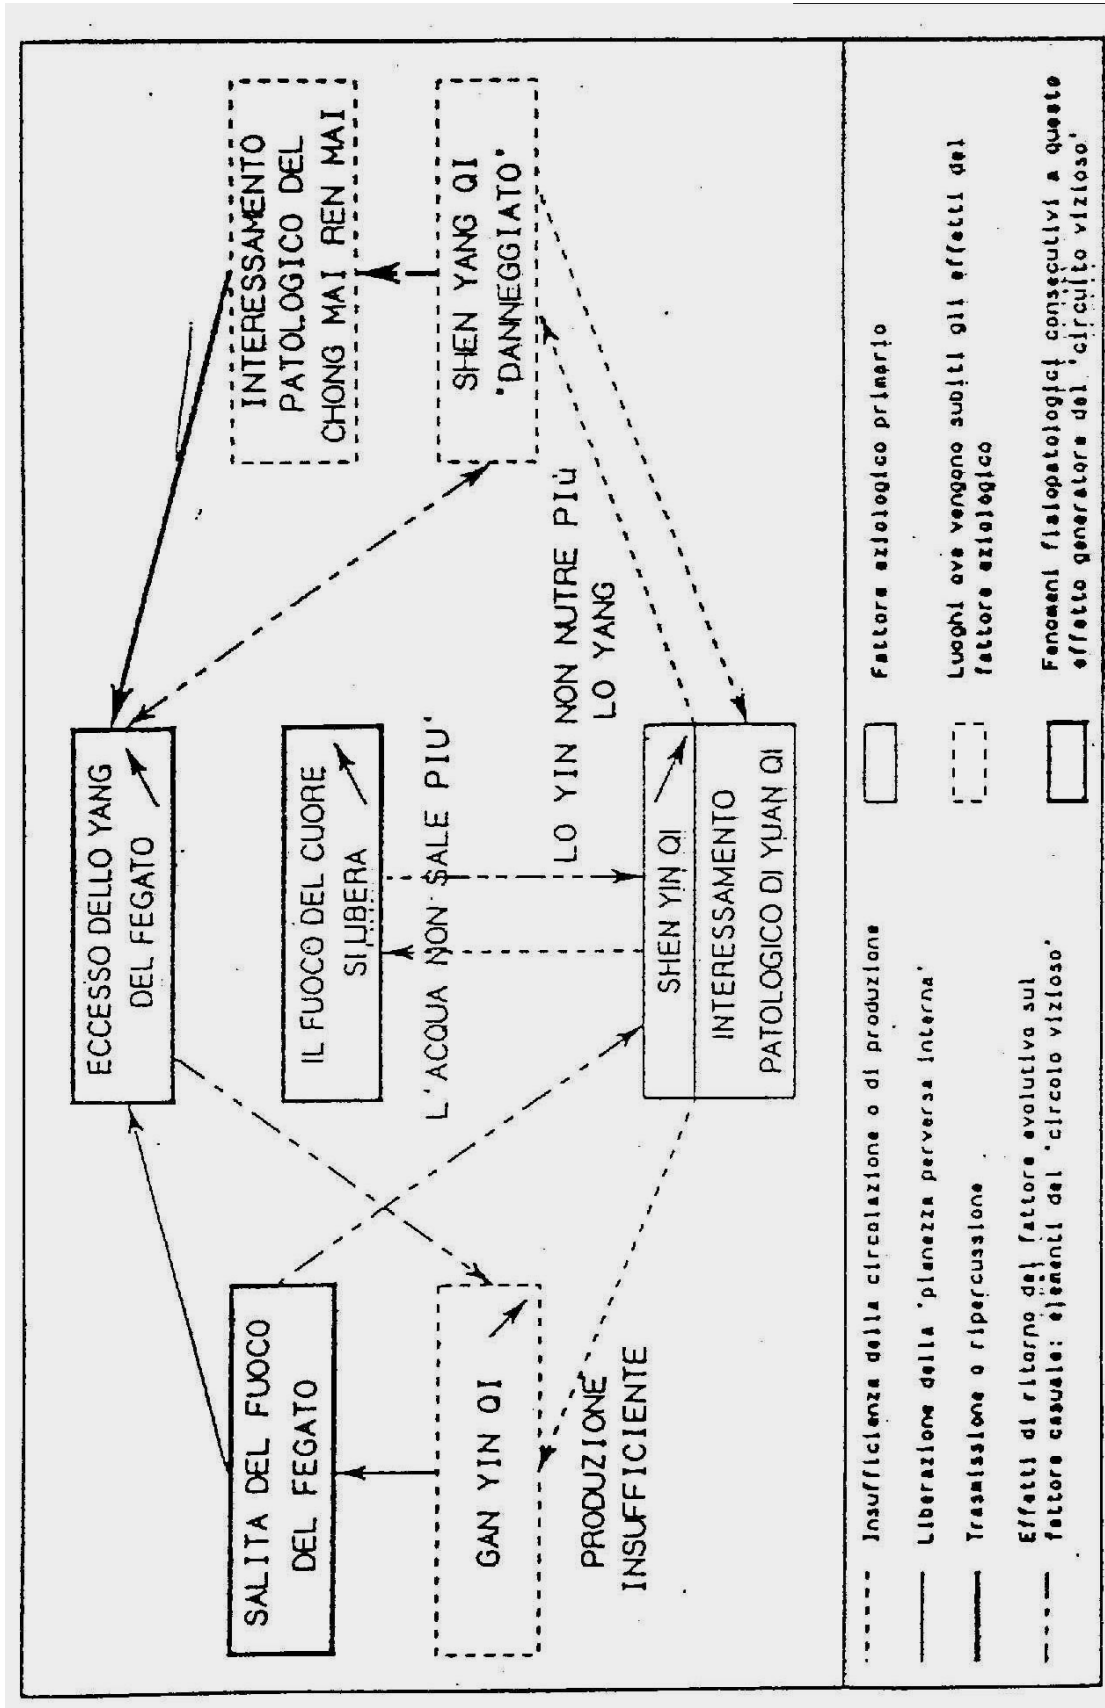 ECCESSO DELLO YANG
DEL FEGATO
SALITA DEL FUOCO
DEL FEGATO
IL FUOCO DEL CUORE
SI LIBERA
INTERESSAMENTO
PATOLOGICO DEL
CHONG MAI REN MAI
L'ACQUA NON SALE PIU'
GAN YIN QI
SHEN YANG QI
"DANNEGGIATO"
LO YIN NON NUTRE PIÙ
LO YANG
PRODUZIONE
INSUFFICIENTE
SHEN YIN QI
INTERESSAMENTO
PATOLOGICO DI YUAN QI
Insufficienza della circolazione o di produzione
Liberazione della 'pienezza perversa interna'
Trasmissione o ripercussione
Effetti di ritorno del fattore evolutivo sul
fattore casuale: elementi del 'circolo vizioso'
Fattore eziologico primario
Luoghi ove vengono subiti gli effetti del
fattore eziologico
Fenomeni fisiopatologici consecutivi a questo
effetto generatore del 'circuito vizioso'